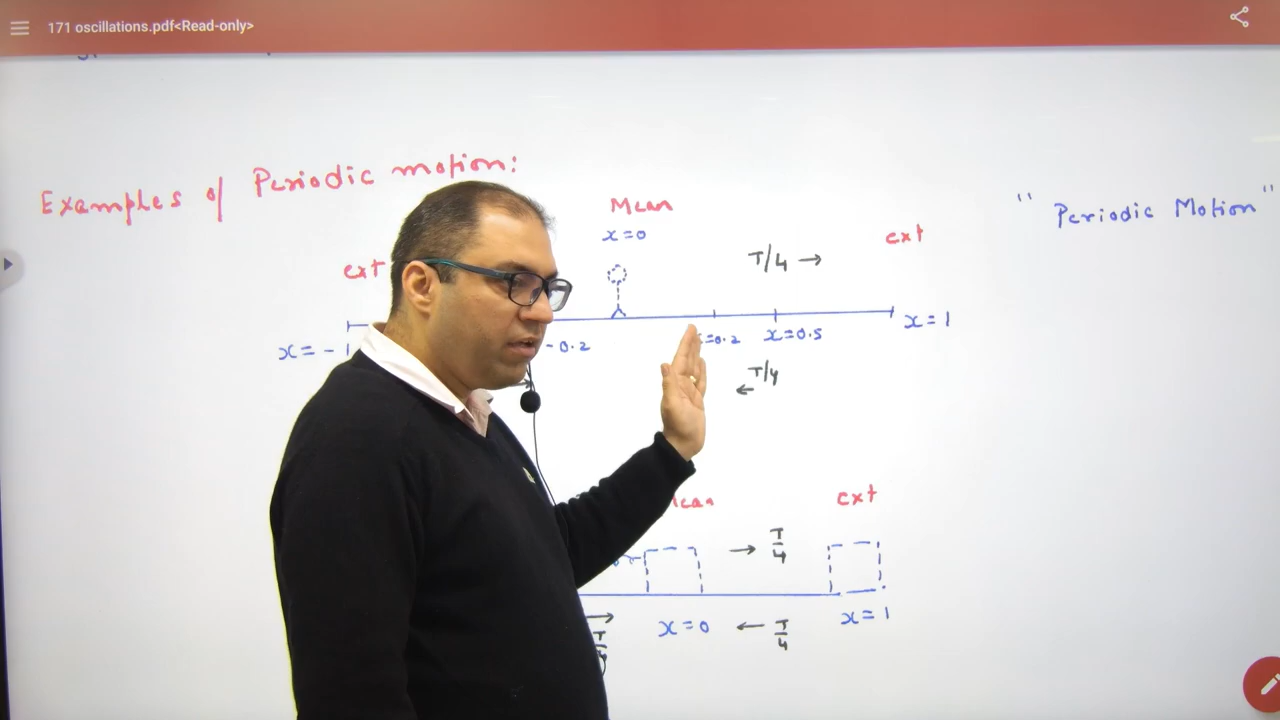 171 oscillations.pdf<Read-only>
Examples of Periodic motion:
"Periodic Motion"
Mean
x=0
ext
T/4 →
ext
x=-1
-0.2
=0.2
x=0.5
x=1
← T/4
ext
→ T/4
T/4
x=0
← T/4
x=1